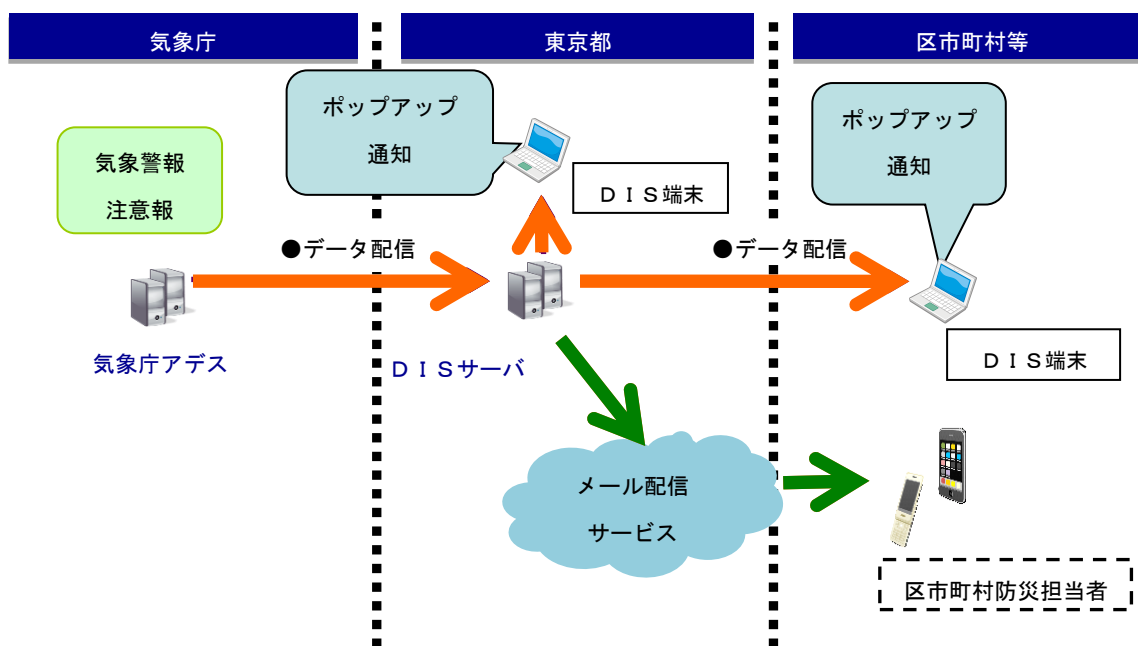 気象庁
東京都
区市町村等
気象警報
注意報
ポップアップ
通知
ＤＩＳ端末
ポップアップ
通知
●データ配信
●データ配信
気象庁アデス
ＤＩＳサーバ
ＤＩＳ端末
メール配信
サービス
区市町村防災担当者